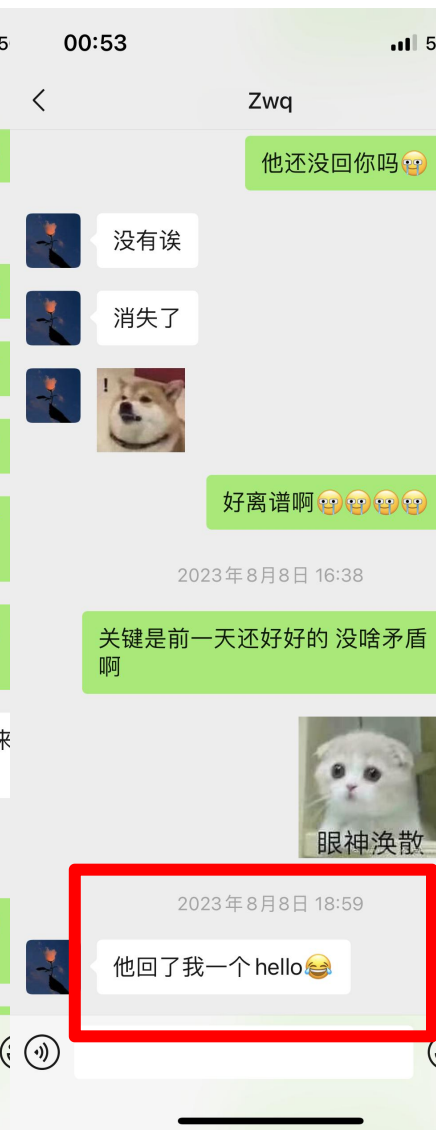 00:53
5
Zwq
他还没回你吗🥹
没有诶
消失了
!
好离谱啊🥹🥹🥹🥹
2023年8月8日 16:38
关键是前一天还好好的 没啥矛盾
啊
来
眼神涣散
2023年8月8日 18:59
他回了我一个hello😂